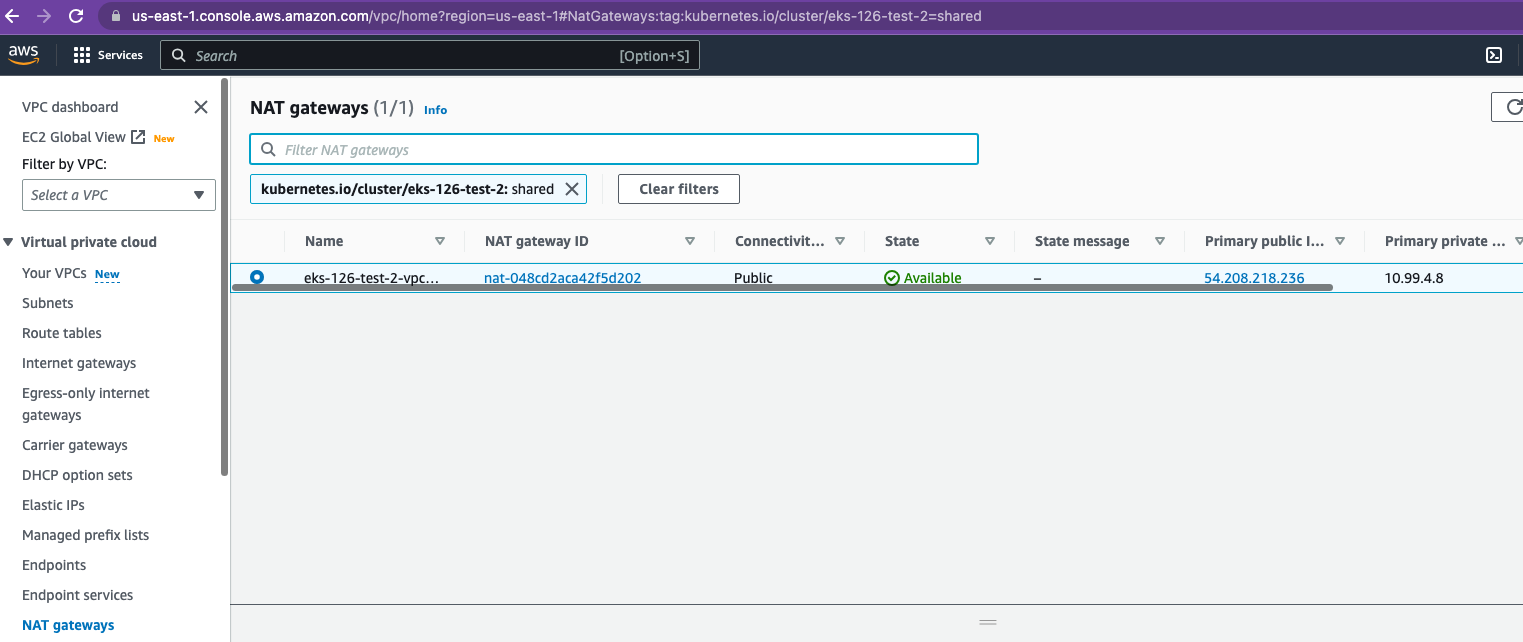 us-east-1.console.aws.amazon.com/vpc/home?region=us-east-1#NatGateways:tag:kubernetes.io/cluster/eks-126-test-2=shared
aws Services Search [Option+S]
VPC dashboard
EC2 Global View New
Filter by VPC:
Select a VPC
Virtual private cloud
Your VPCs New
Subnets
Route tables
Internet gateways
Egress-only internet
gateways
Carrier gateways
DHCP option sets
Elastic IPs
Managed prefix lists
Endpoints
Endpoint services
NAT gateways
NAT gateways (1/1) Info
Filter NAT gateways
kubernetes.io/cluster/eks-126-test-2: shared Clear filters
Name NAT gateway ID Connectivit... State State message Primary public I... Primary private ...
eks-126-test-2-vpc... nat-048cd2aca42f5d202 Public Available – 54.208.218.236 10.99.4.8